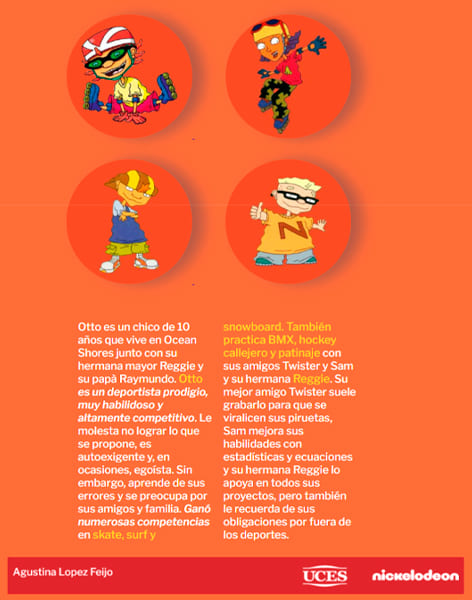 N
Otto es un chico de 10
años que vive en Ocean
Shores junto con su
hermana mayor Reggie y
su papà Raymundo. Otto
es un deportista prodigio,
muy habilidoso y
altamente competitivo. Le
molesta no lograr lo que
se propone, es
autoexigente y, en
ocasiones, egoísta. Sin
embargo, aprende de sus
errores y se preocupa por
sus amigos y familia. Ganó
numerosas competencias
en skate, surf y
snowboard. También
practica BMX, hockey
callejero y patinaje con
sus amigos Twister y Sam
y su hermana Reggie. Su
mejor amigo Twister suele
grabarlo para que se
viralicen sus piruetas,
Sam mejora sus
habilidades con
estadísticas y ecuaciones
y su hermana Reggie lo
apoya en todos sus
proyectos, pero también
le recuerda de sus
obligaciones por fuera de
los deportes.
Agustina Lopez Feijo
UCES
nickelodeon